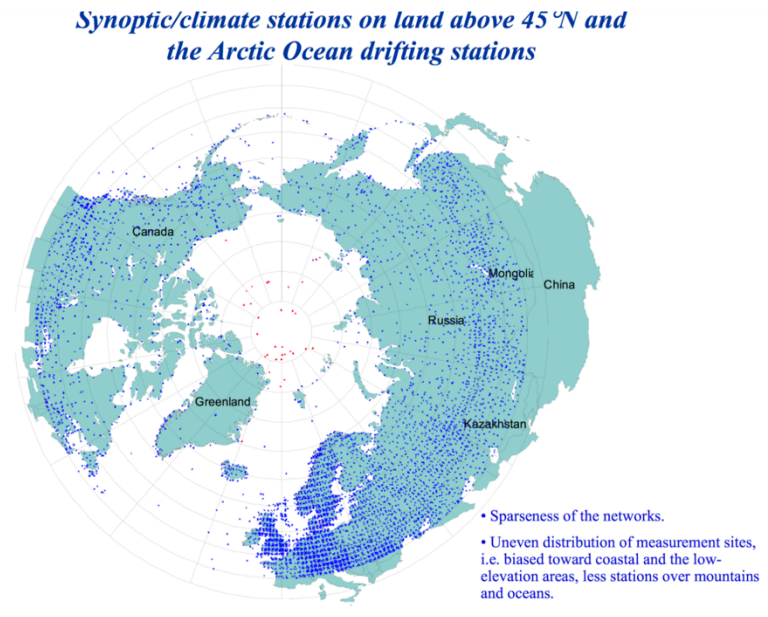 Synoptic/climate stations on land above 45°N and
the Arctic Ocean drifting stations
Canada
Mongolia
China
Russia
Greenland
Kazakhstan
• Sparseness of the networks.
• Uneven distribution of measurement sites,
i.e. biased toward coastal and the low-
elevation areas, less stations over mountains
and oceans.